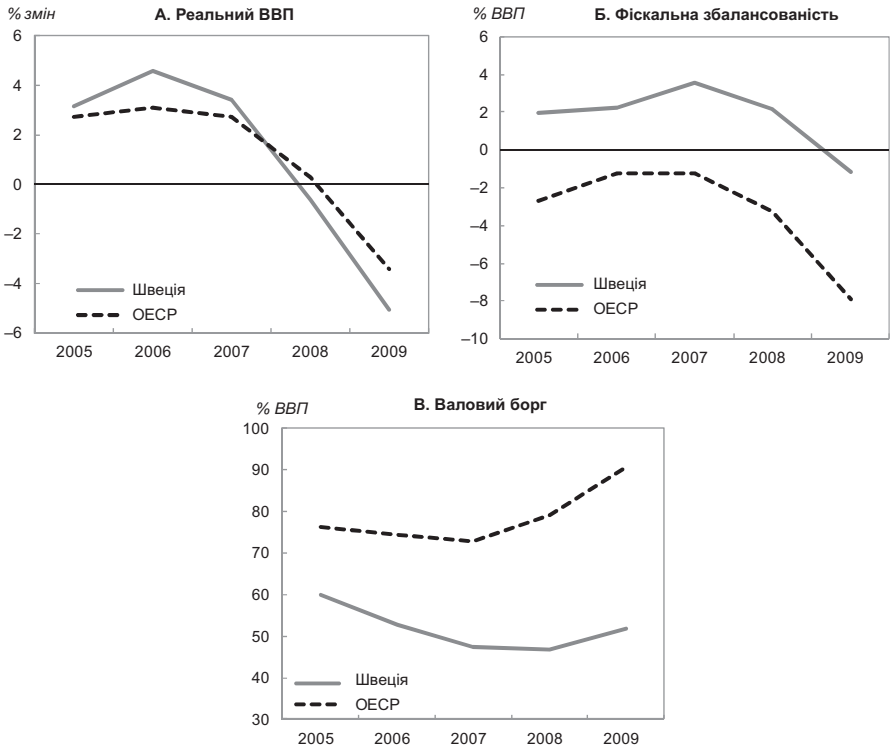 % змін
А. Реальний ВВП
6
4
2
0
–2
–4
–6
Швеція
ОЕСР
2005 2006 2007 2008 2009
% ВВП
Б. Фіскальна збалансованість
6
4
2
0
–2
–4
–6
–8
–10
Швеція
ОЕСР
2005 2006 2007 2008 2009
% ВВП
В. Валовий борг
100
90
80
70
60
50
40
30
Швеція
ОЕСР
2005 2006 2007 2008 2009